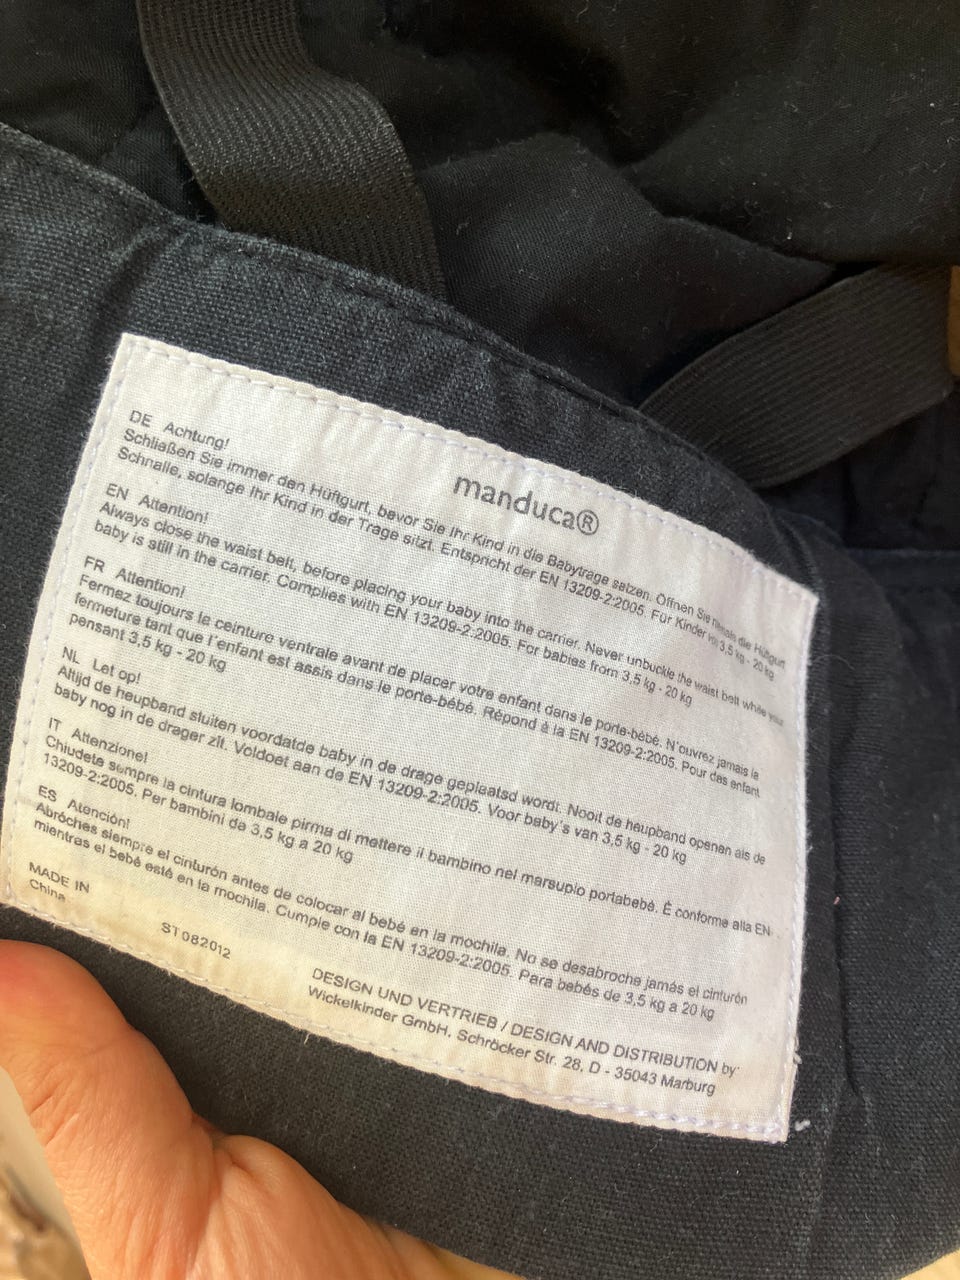 manduca®
DE Achtung!
Schließen Sie immer den Hüftgurt, bevor Sie Ihr Kind in die Babytrage setzen. Öffnen Sie niemals die Hüftgurt
Schnalle, solange Ihr Kind in der Trage sitzt. Entspricht der EN 13209-2:2005. Für Kinder von 3,5 kg - 20 kg
EN Attention!
Always close the waist belt, before placing your baby into the carrier. Never unbuckle the waist belt while your
baby is still in the carrier. Complies with EN 13209-2:2005. For babies from 3,5 kg - 20 kg
FR Attention!
Fermez toujours le ceinture ventrale avant de placer votre enfant dans le porte-bébé. N'ouvrez jamais la
fermeture tant que l'enfant est assis dans le porte-bébé. Répond à la EN 13209-2:2005. Pour des enfant
pensant 3,5 kg - 20 kg
NL Let op!
Altijd de heupband sluiten voordatde baby in de drage geplaatsd wordt. Nooit de heupband openen als de
baby nog in de drager zit. Voldoet aan de EN 13209-2:2005. Voor baby's van 3,5 kg - 20 kg
IT Attenzione!
Chiudete sempre la cintura lombale pirma di mettere il bambino nel marsupio portabebé. É conforme alla EN
13209-2:2005. Per bambini de 3,5 kg a 20 kg
ES Atención!
Abróches siempre el cinturón antes de colocar al bebé en la mochila. No se desabroche jamás el cinturón
mientras el bebé esté en la mochila. Cumple con la EN 13209-2:2005. Para bebés de 3,5 kg a 20 kg
MADE IN
China
ST082012
DESIGN UND VERTRIEB / DESIGN AND DISTRIBUTION by:
Wickelkinder GmbH, Schröcker Str. 28, D - 35043 Marburg